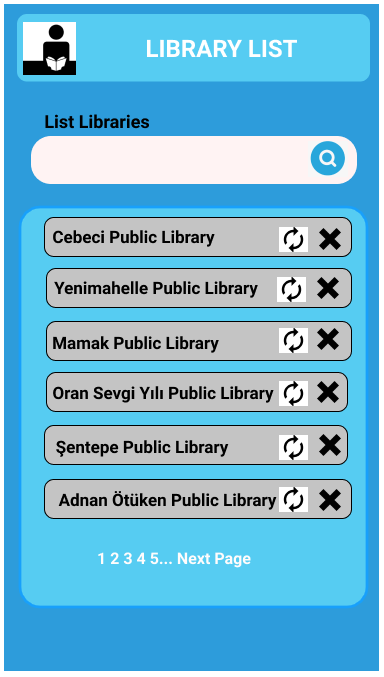 LIBRARY LIST
List Libraries
Cebeci Public Library
Yenimahelle Public Library
Mamak Public Library
Oran Sevgi Yılı Public Library
Şentepe Public Library
Adnan Ötüken Public Library
1 2 3 4 5... Next Page